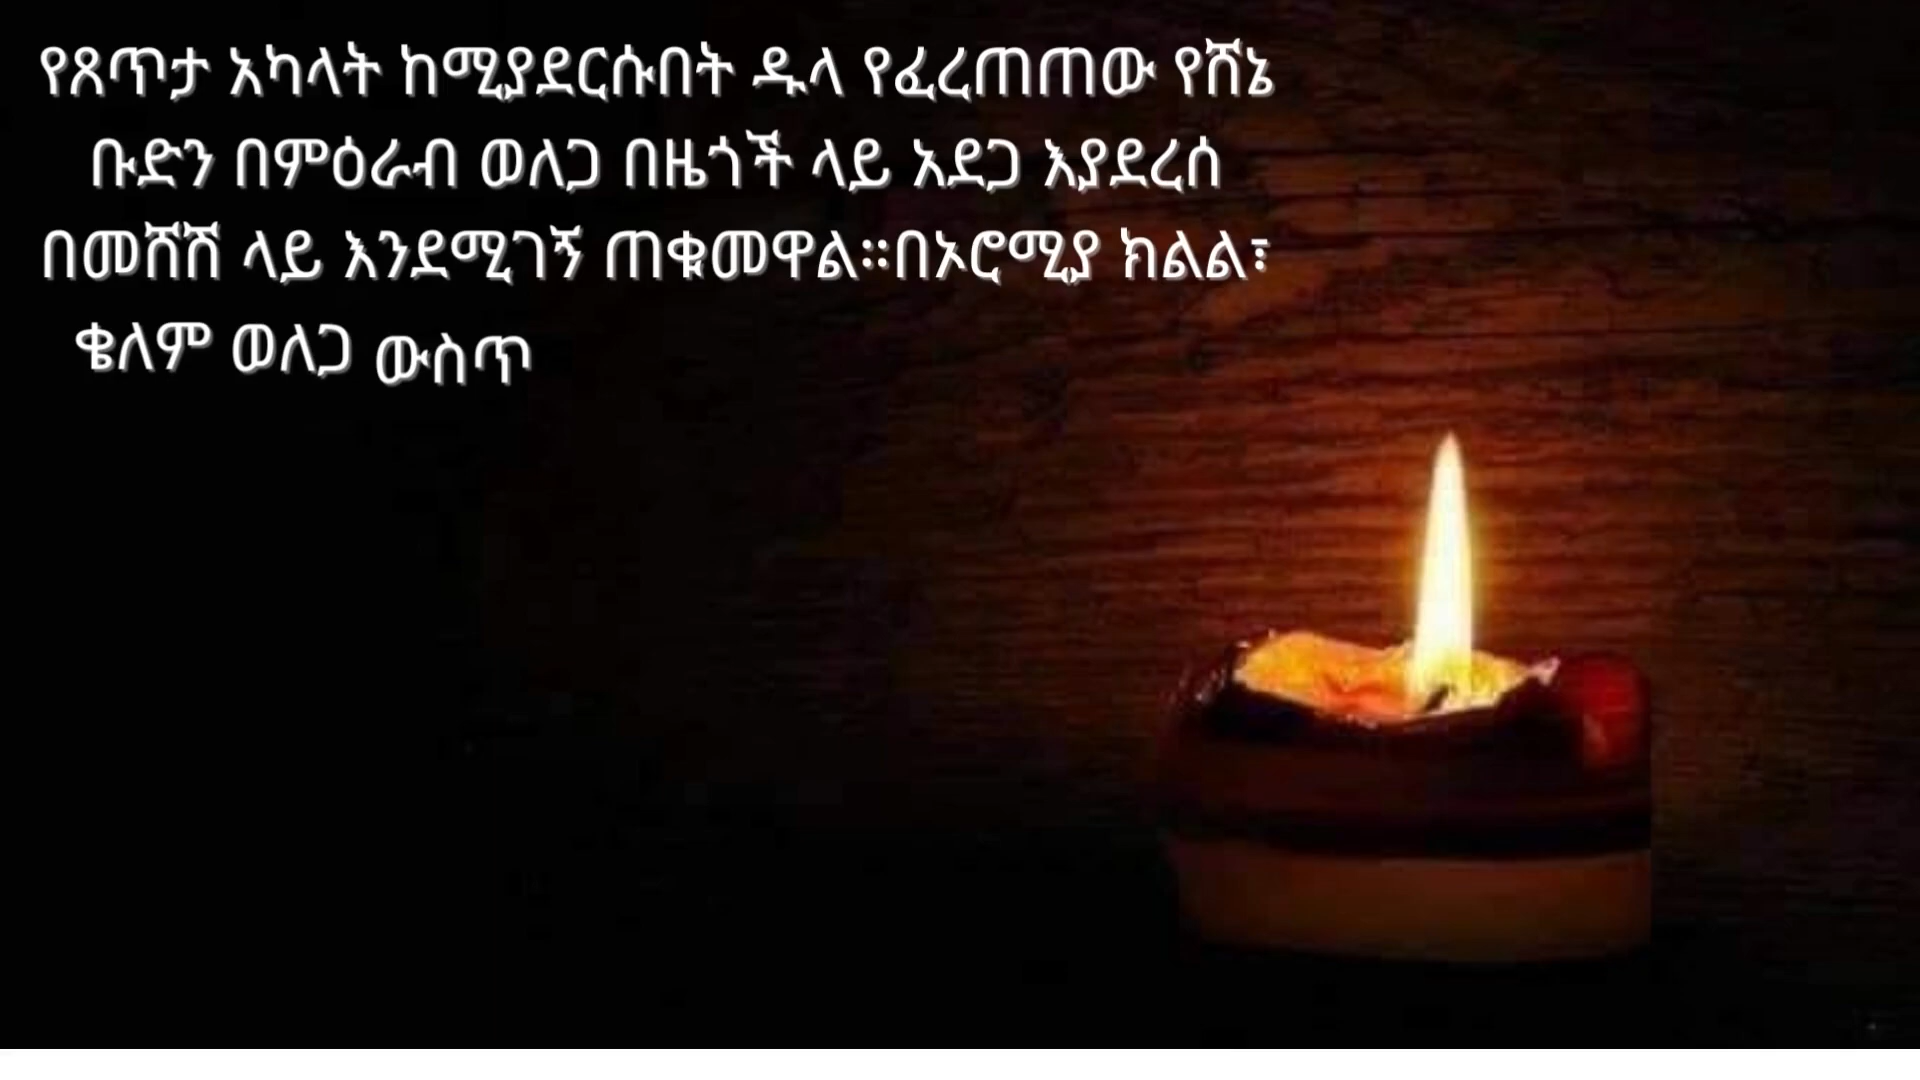 የጸጥታ አካላት ከሚያደርሱበት ዱላ የፈረጠጠው የሸኔ
ቡድን በምዕራብ ወለጋ በዜጎች ላይ አደጋ እያደረሰ
በመሸሽ ላይ እንደሚገኝ ጠቁመዋል።በኦሮሚያ ክልል፣
ቄለም ወለጋ ውስጥ